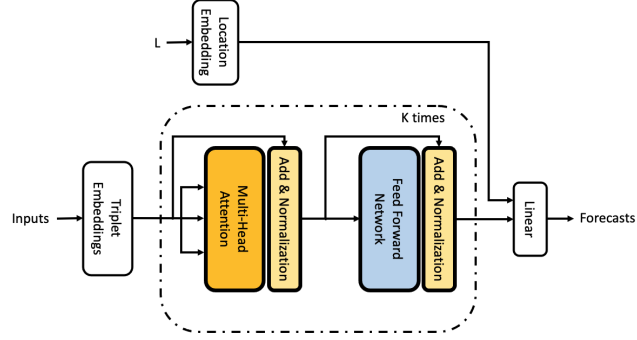 L
Location
Embedding
K times
Inputs
Triplet
Embeddings
Multi-Head
Attention
Add & Normalization
Feed Forward
Network
Add & Normalization
Linear
Forecasts